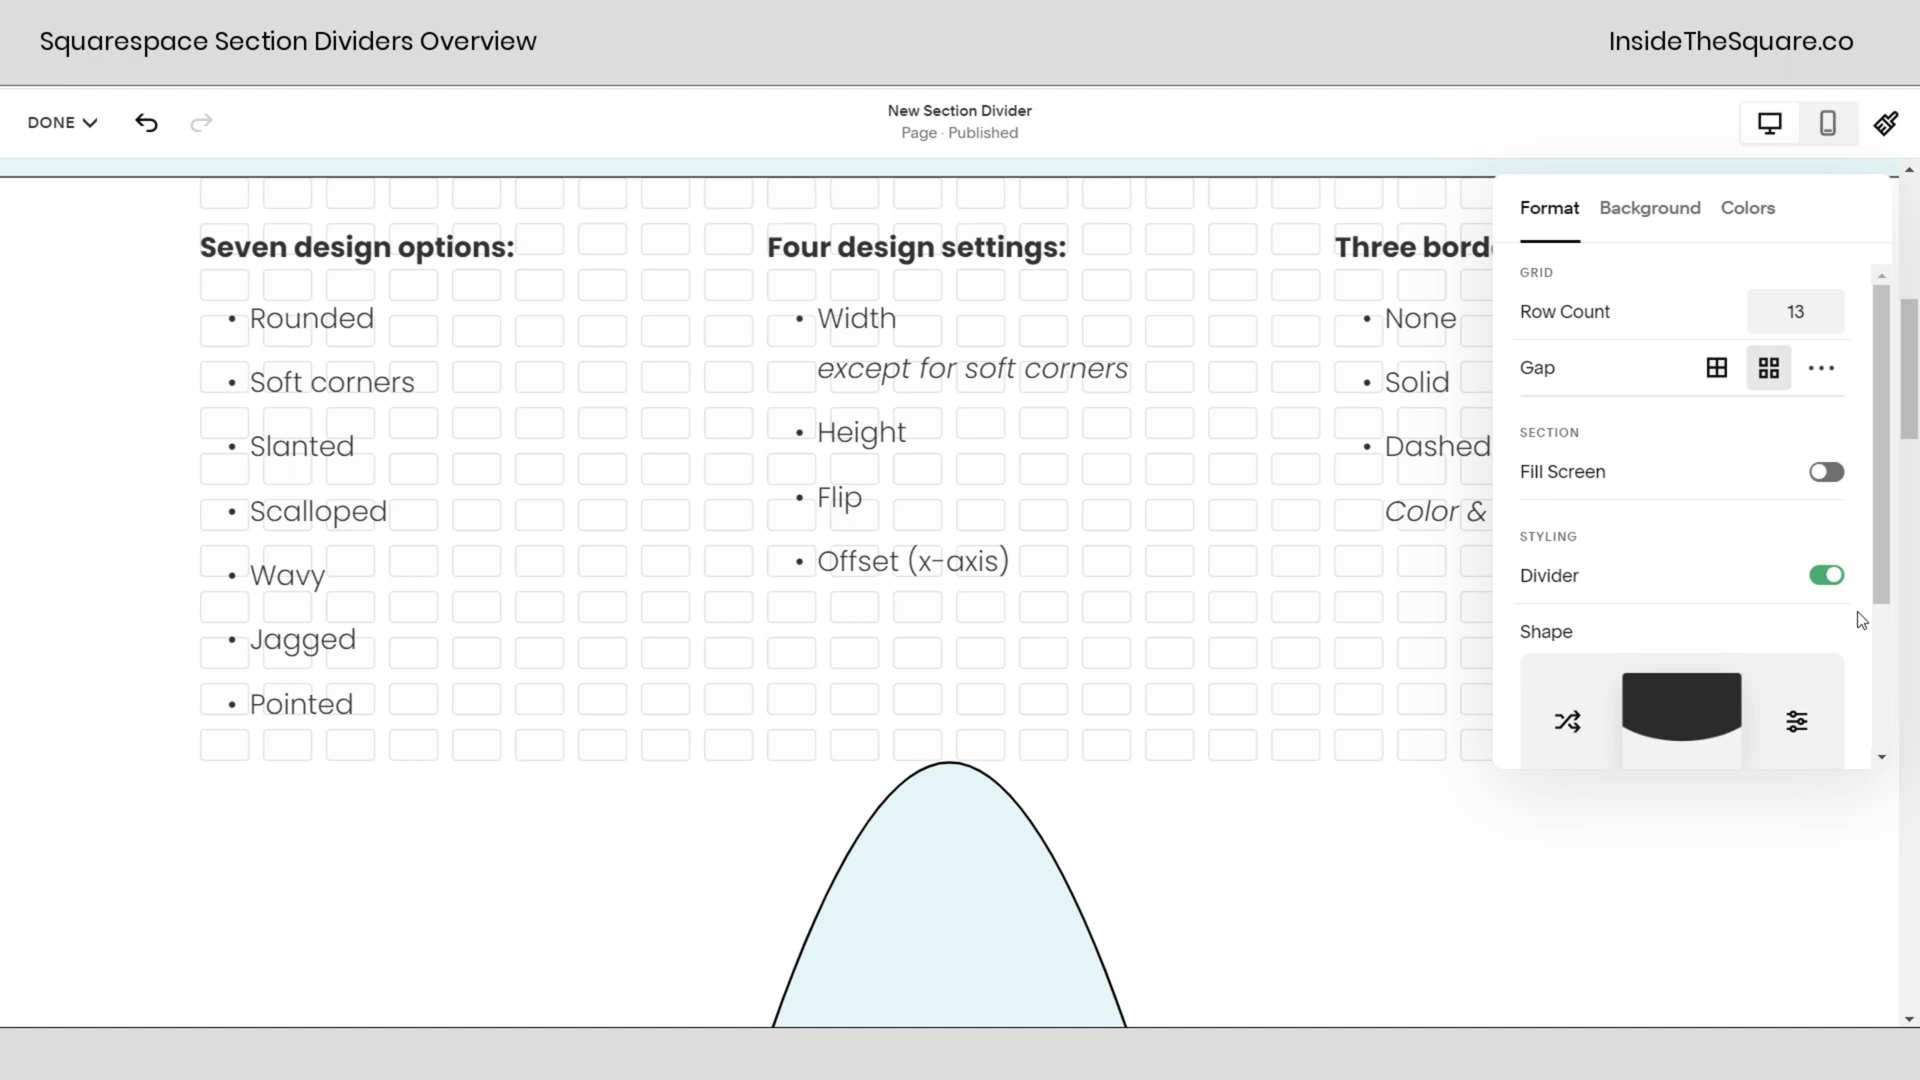 Squarespace Section Dividers Overview
InsideTheSquare.co
DONE
New Section Divider
Page · Published
Seven design options:
• Rounded
• Soft corners
• Slanted
• Scalloped
• Wavy
• Jagged
• Pointed
Four design settings:
• Width
except for soft corners
• Height
• Flip
• Offset (x-axis)
Three bord
• None
• Solid
• Dashed
Color &
Format Background Colors
GRID
Row Count 13
Gap
SECTION
Fill Screen
STYLING
Divider
Shape